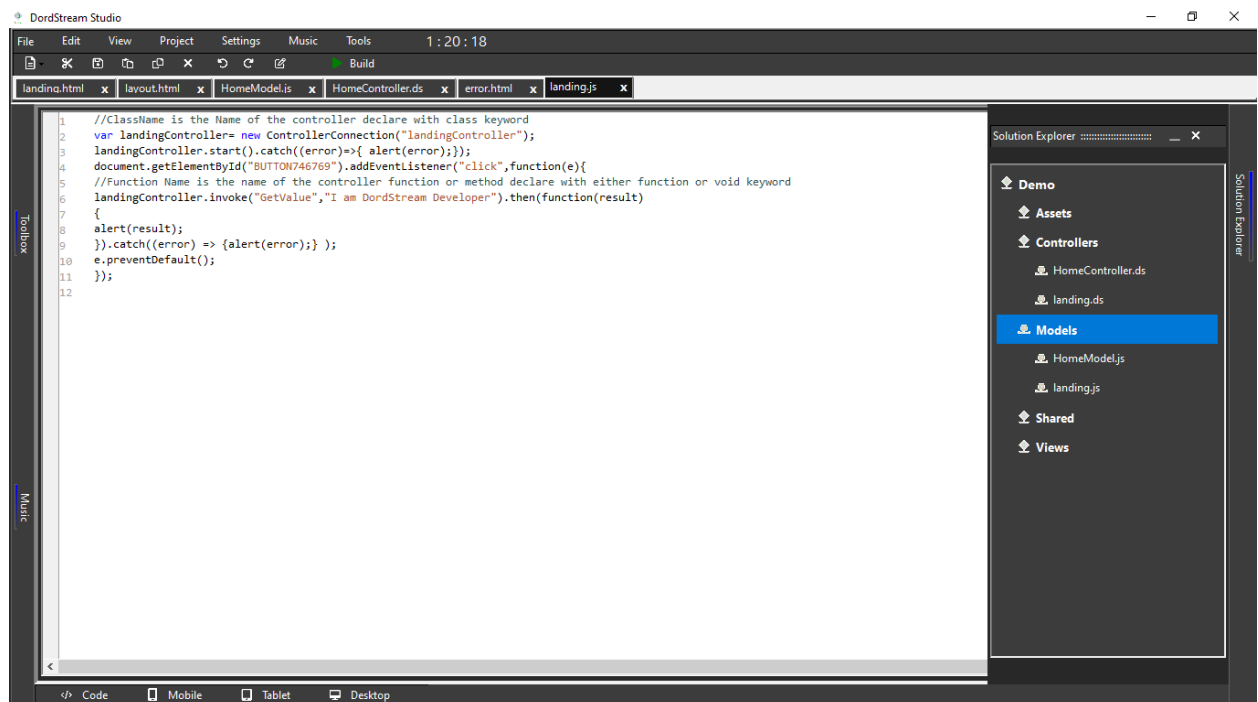 DordStream Studio
File Edit View Project Settings Music Tools 1:20:18
Build
landing.html x layout.html x HomeModel.js x HomeController.ds x error.html x landing.js x
1 //ClassName is the Name of the controller declare with class keyword
2 var landingController= new ControllerConnection("landingController");
3 landingController.start().catch((error)=>{ alert(error);});
4 document.getElementById("BUTTON746769").addEventListener("click",function(e){
5 //Function Name is the name of the controller function or method declare with either function or void keyword
6 landingController.invoke("GetValue","I am DordStream Developer").then(function(result)
7 {
8 alert(result);
9 }).catch((error) => {alert(error);} );
10 e.preventDefault();
11 });
12
Toolbox
Music
Solution Explorer
Demo
Assets
Controllers
HomeController.ds
landing.ds
Models
HomeModel.js
landing.js
Shared
Views
Solution Explorer
</> Code Mobile Tablet Desktop